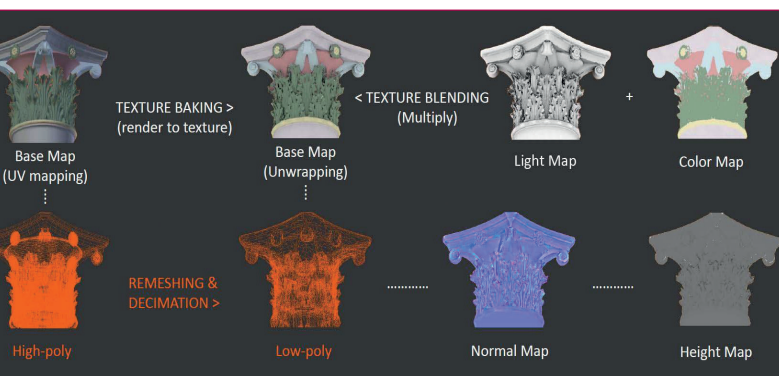 TEXTURE BAKING >
(render to texture)
< TEXTURE BLENDING
(Multiply)
+
Base Map
(UV mapping)
Base Map
(Unwrapping)
Light Map
Color Map
REMESHING &
DECIMATION >
High-poly
Low-poly
Normal Map
Height Map